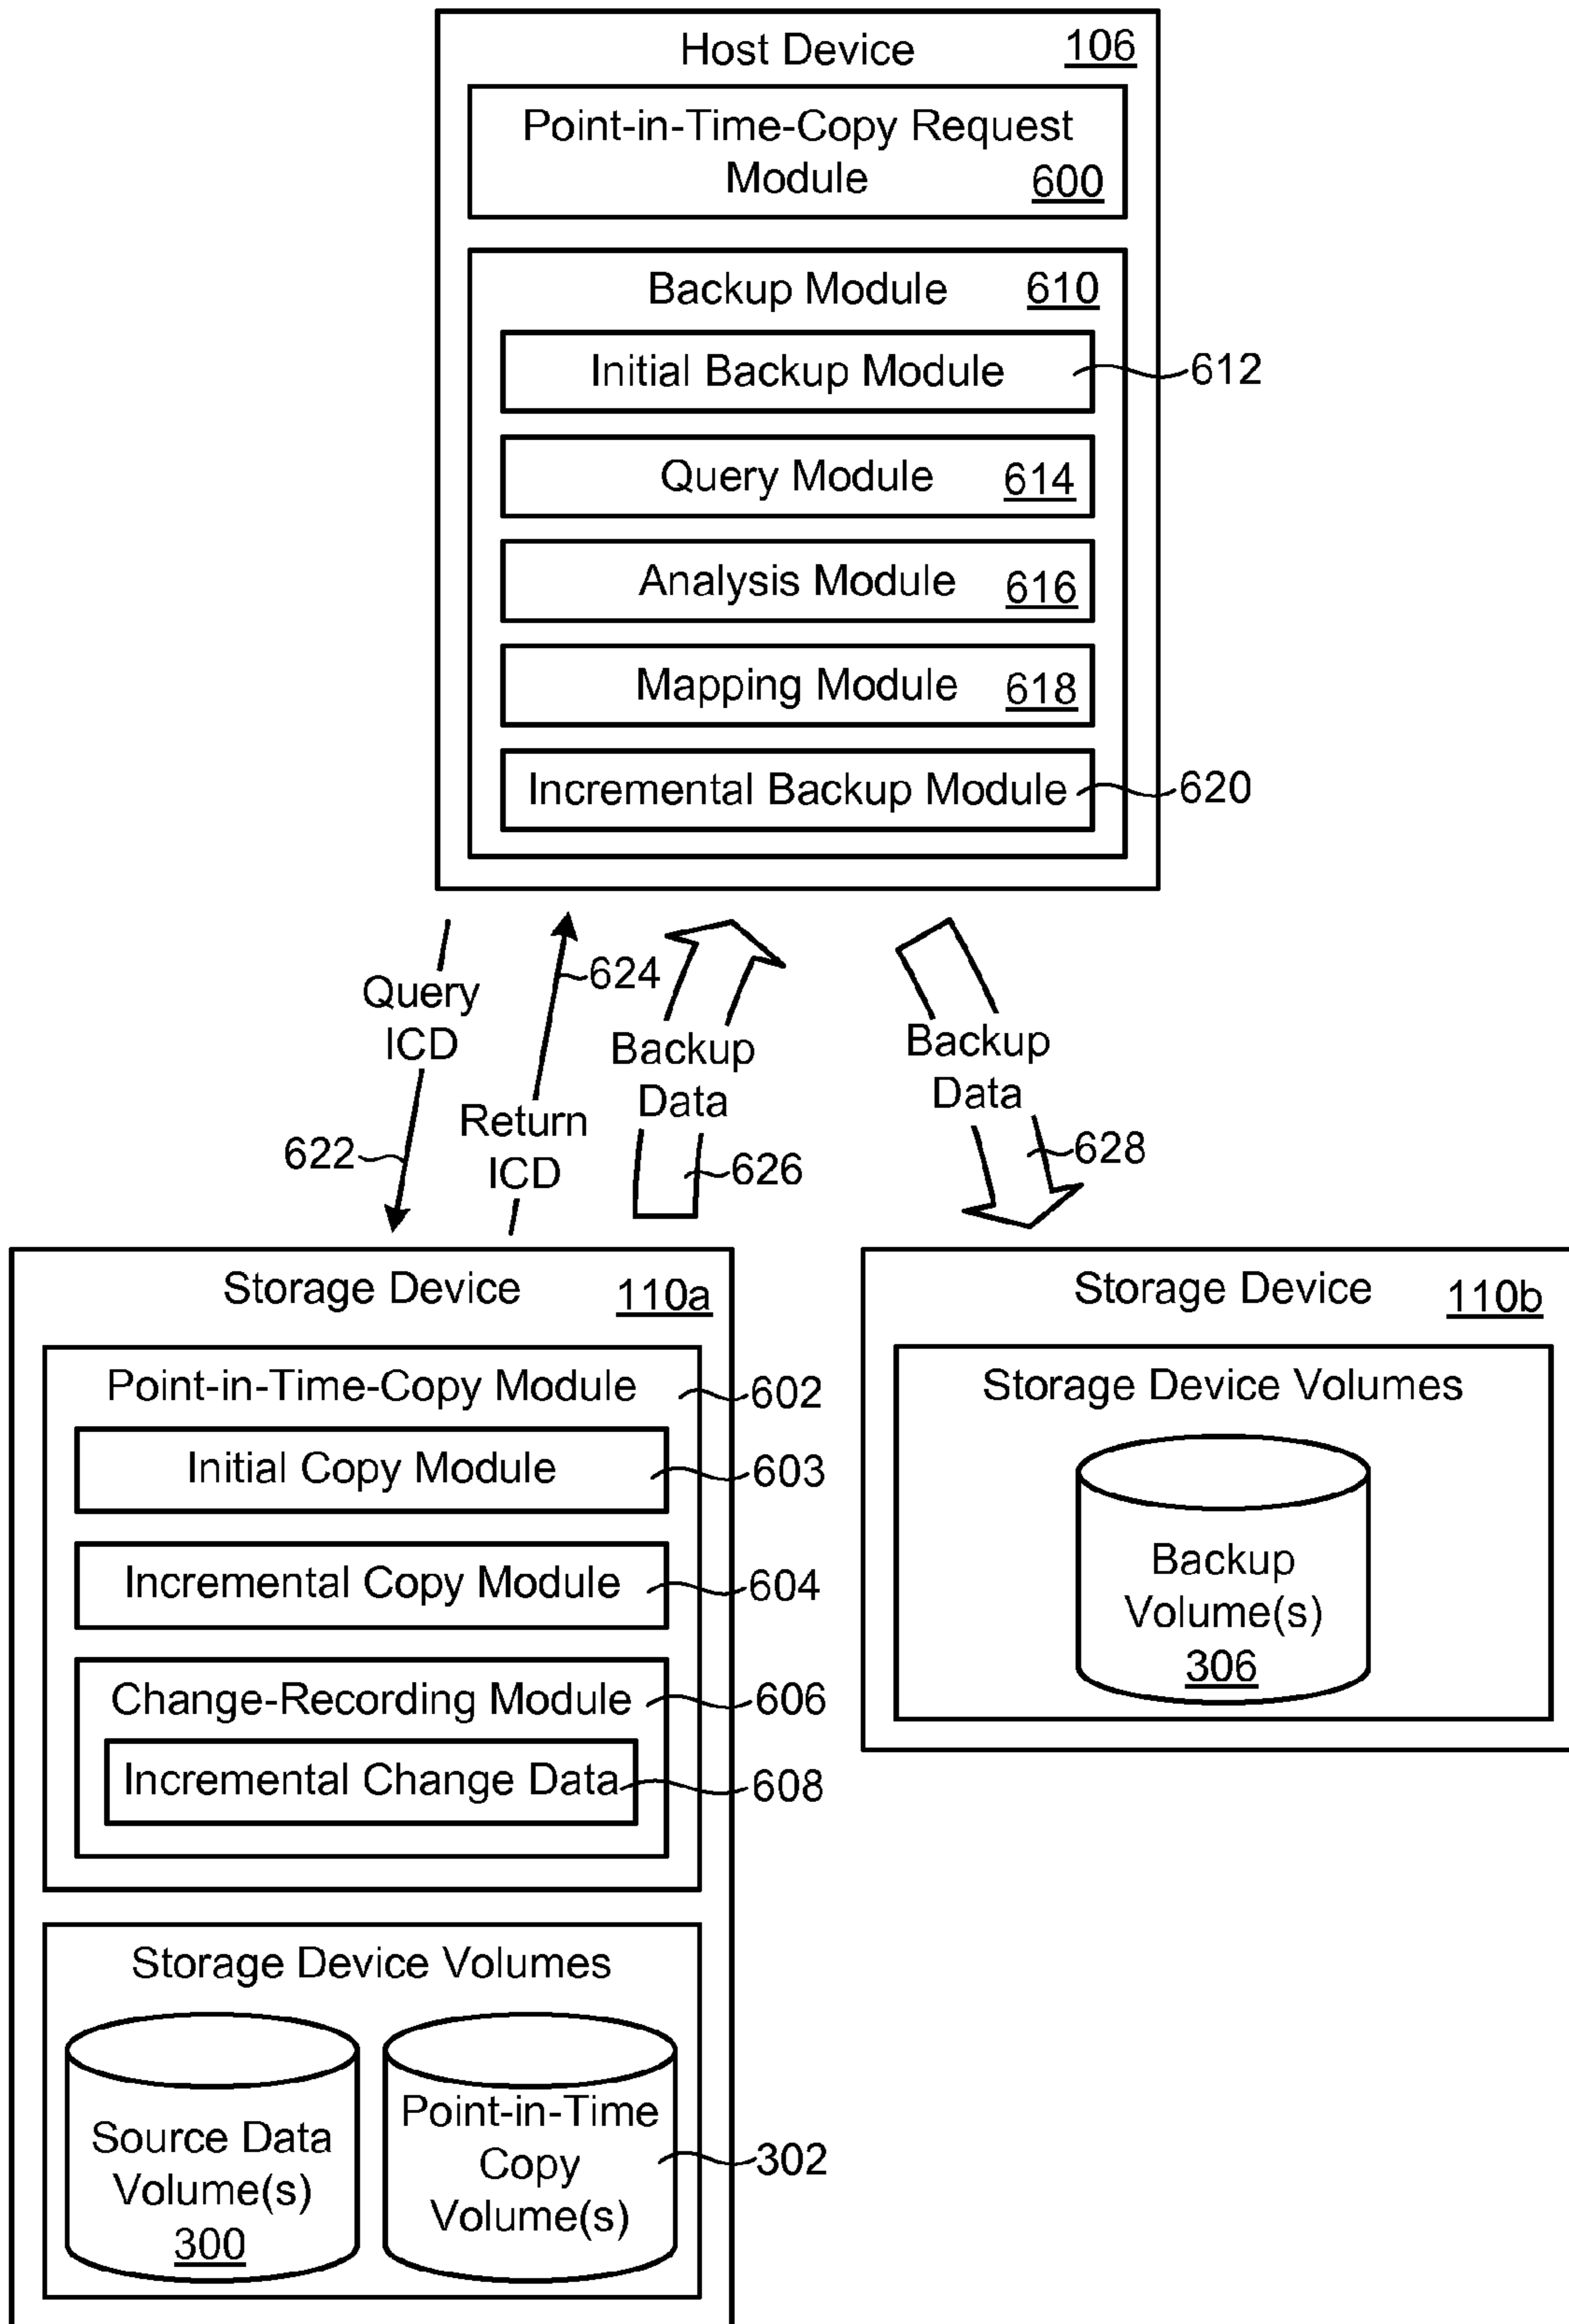 Host Device 106
Point-in-Time-Copy Request
Module 600
Backup Module 610
Initial Backup Module
612
Query Module 614
Analysis Module 616
Mapping Module 618
Incremental Backup Module
620
Query
ICD
622
624
Return
ICD
Backup
Data
626
Backup
Data
628
Storage Device 110a
Point-in-Time-Copy Module
602
Initial Copy Module
603
Incremental Copy Module
604
Change-Recording Module
606
Incremental Change Data
608
Storage Device Volumes
Source Data
Volume(s)
300
Point-in-Time
Copy
Volume(s)
302
Storage Device 110b
Storage Device Volumes
Backup
Volume(s)
306